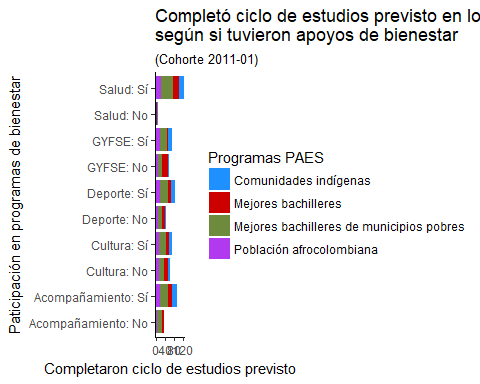 Completó ciclo de estudios previsto en lo
según si tuvieron apoyos de bienestar
(Cohorte 2011-01)
Paticipación en programas de bienestar
Salud: Sí
Salud: No
GYFSE: Sí
GYFSE: No
Deporte: Sí
Deporte: No
Cultura: Sí
Cultura: No
Acompañamiento: Sí
Acompañamiento: No
Programas PAES
Comunidades indígenas
Mejores bachilleres
Mejores bachilleres de municipios pobres
Población afrocolombiana
Completaron ciclo de estudios previsto